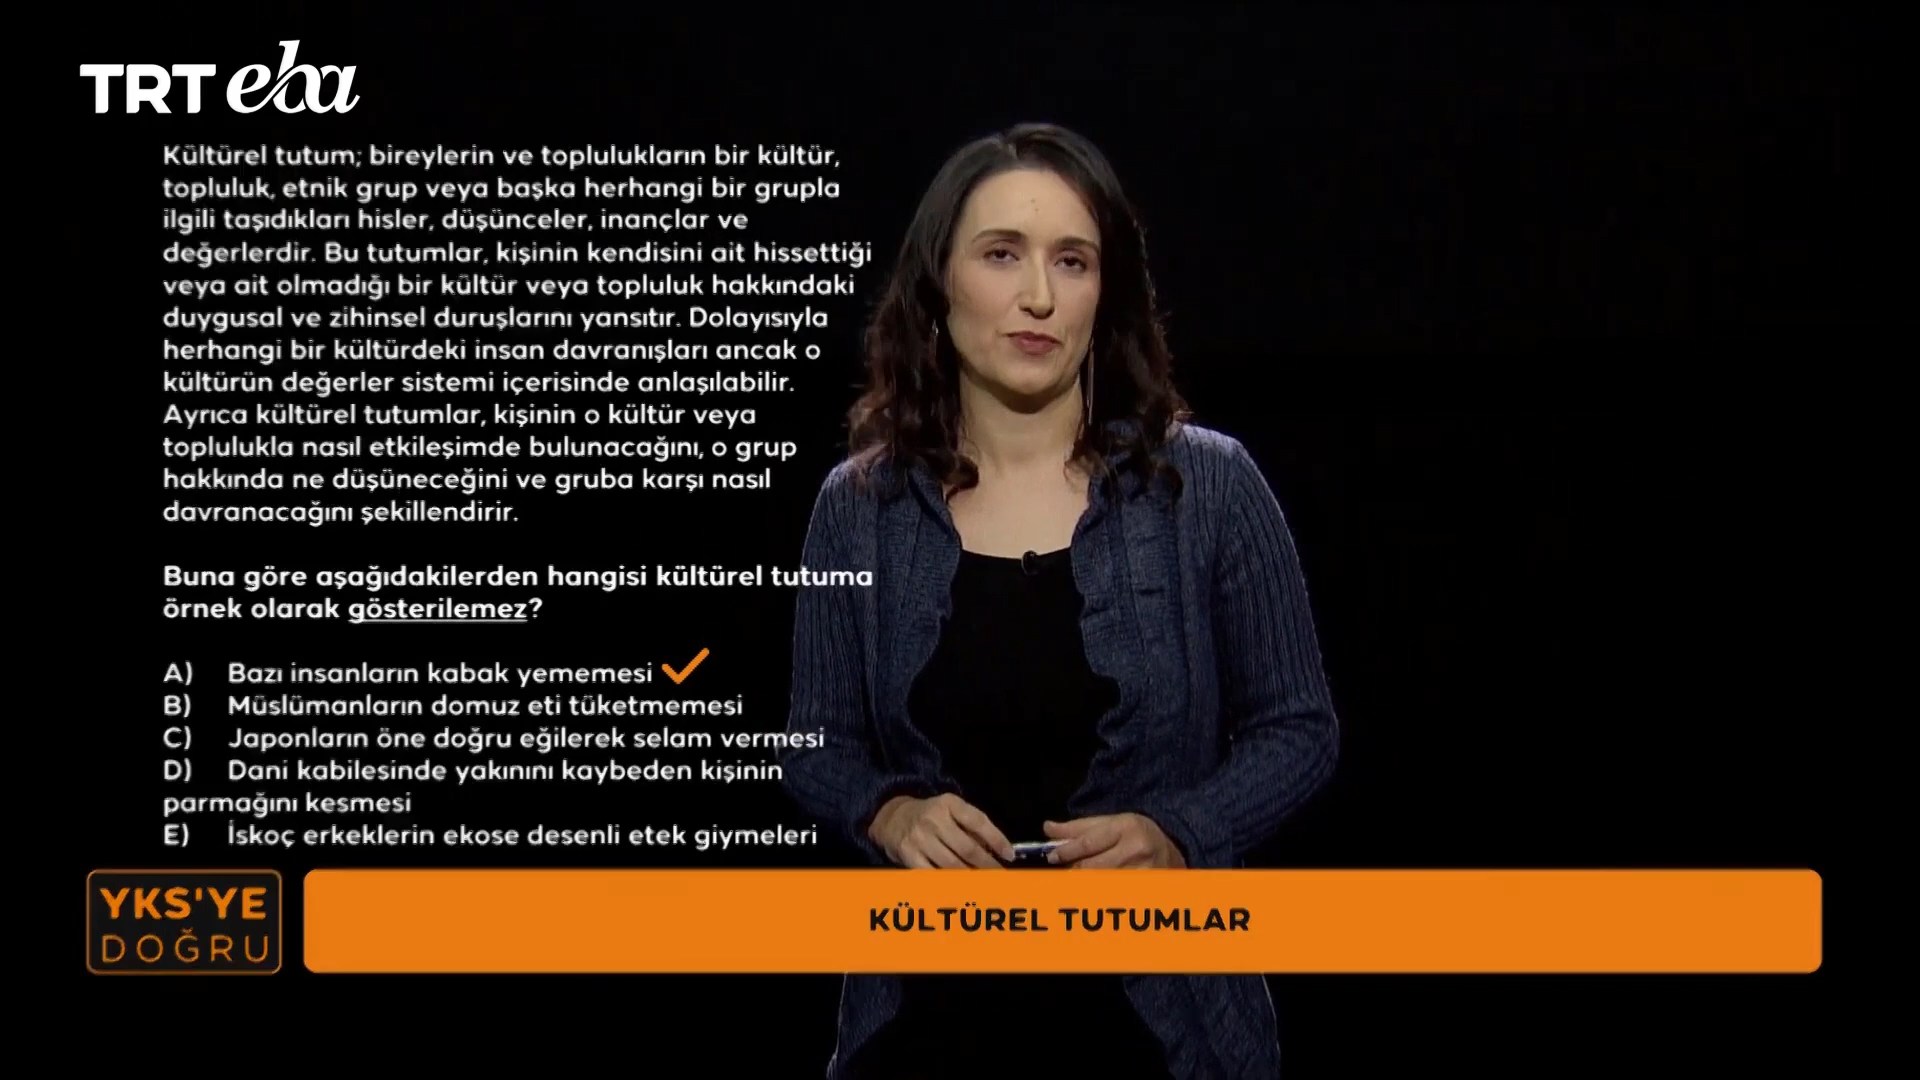 TRT eba
Kültürel tutum; bireylerin ve toplulukların bir kültür,
topluluk, etnik grup veya başka herhangi bir grupla
ilgili taşıdıkları hisler, düşünceler, inançlar ve
değerlerdir. Bu tutumlar, kişinin kendisini ait hissettiği
veya ait olmadığı bir kültür veya topluluk hakkındaki
duygusal ve zihinsel duruşlarını yansıtır. Dolayısıyla
herhangi bir kültürdeki insan davranışları ancak o
kültürün değerler sistemi içerisinde anlaşılabilir.
Ayrıca kültürel tutumlar, kişinin o kültür veya
toplulukla nasıl etkileşimde bulunacağını, o grup
hakkında ne düşüneceğini ve gruba karşı nasıl
davranacağını şekillendirir.
Buna göre aşağıdakilerden hangisi kültürel tutuma
örnek olarak gösterilemez?
A) Bazı insanların kabak yememesi
B) Müslümanların domuz eti tüketmemesi
C) Japonların öne doğru eğilerek selam vermesi
D) Dani kabilesinde yakınını kaybeden kişinin
parmağını kesmesi
E) İskoç erkeklerin ekose desenli etek giymeleri
YKS'YE
DOĞRU
KÜLTÜREL TUTUMLAR